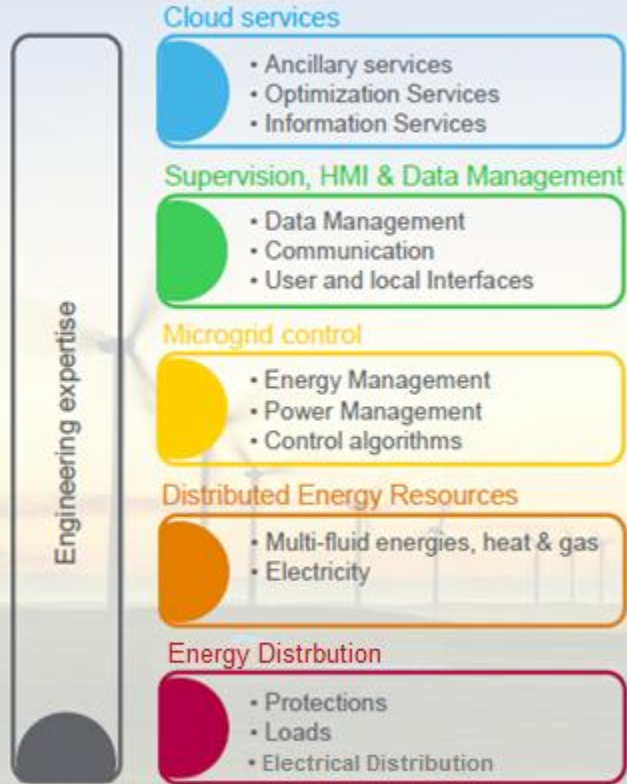 Cloud services
• Ancillary services
• Optimization Services
• Information Services
Supervision, HMI & Data Management
• Data Management
• Communication
• User and local Interfaces
Engineering expertise
Microgrid control
• Energy Management
• Power Management
• Control algorithms
Distributed Energy Resources
• Multi-fluid energies, heat & gas
• Electricity
Energy Distrbution
• Protections
• Loads
• Electrical Distribution